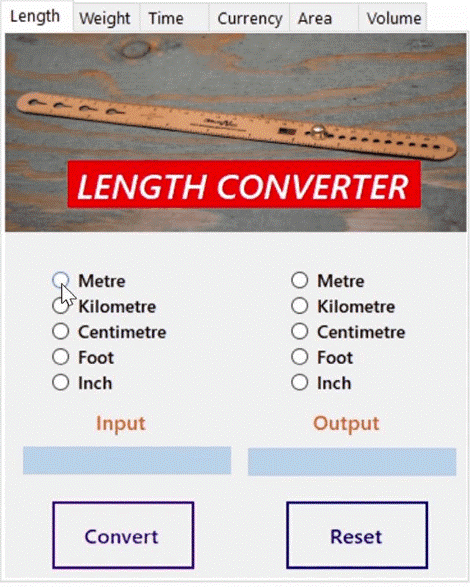 Length Weight Time Currency Area Volume
LENGTH CONVERTER
Metre Metre
Kilometre Kilometre
Centimetre Centimetre
Foot Foot
Inch Inch
Input Output
Convert Reset